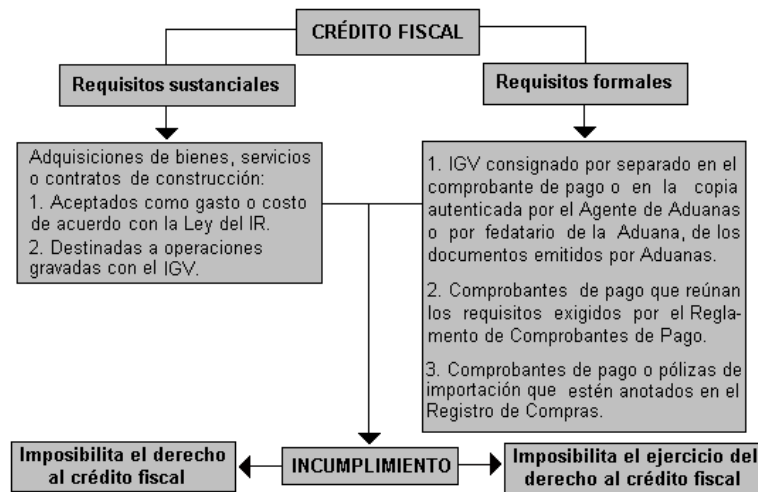 CRÉDITO FISCAL
Requisitos sustanciales
Requisitos formales
Adquisiciones de bienes, servicios
o contratos de construcción:
1. Aceptados como gasto o costo
de acuerdo con la Ley del IR.
2. Destinadas a operaciones
gravadas con el IGV.
1. IGV consignado por separado en el
comprobante de pago o en la copia
autenticada por el Agente de Aduanas
o por fedatario de la Aduana, de los
documentos emitidos por Aduanas.
2. Comprobantes de pago que reúnan
los requisitos exigidos por el Regla-
mento de Comprobantes de Pago.
3. Comprobantes de pago o pólizas de
importación que estén anotados en el
Registro de Compras.
Imposibilita el derecho
al crédito fiscal
INCUMPLIMIENTO
Imposibilita el ejercicio del
derecho al crédito fiscal